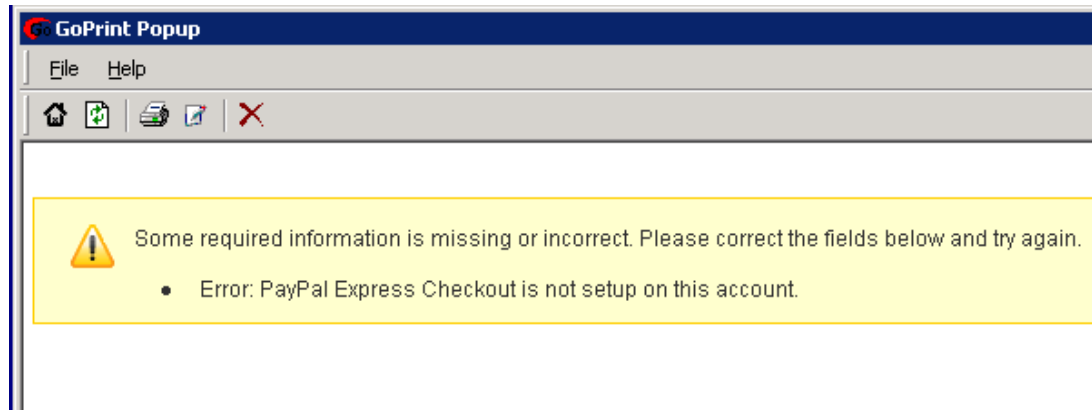 Go GoPrint Popup
File Help
Some required information is missing or incorrect. Please correct the fields below and try again.
• Error: PayPal Express Checkout is not setup on this account.